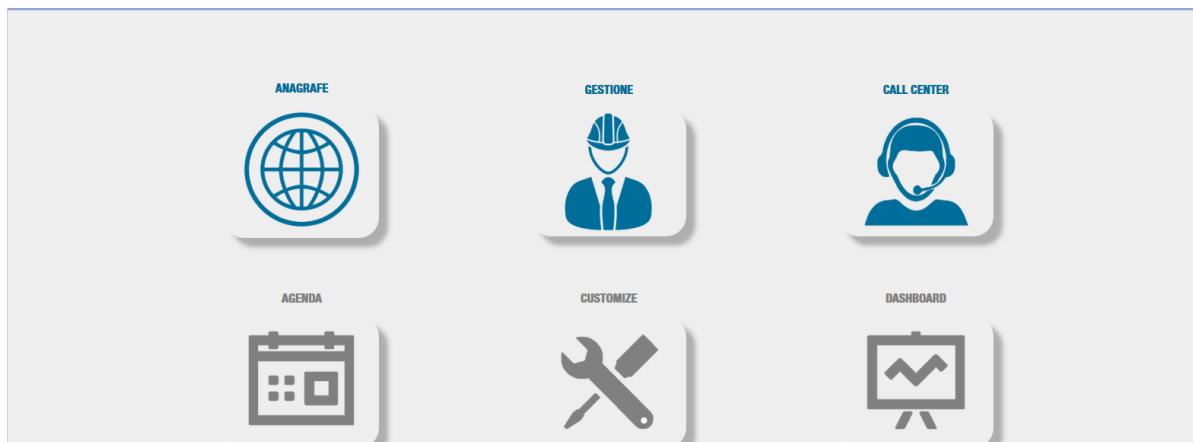 ANAGRAFE
GESTIONE
CALL CENTER
AGENDA
CUSTOMIZE
DASHBOARD